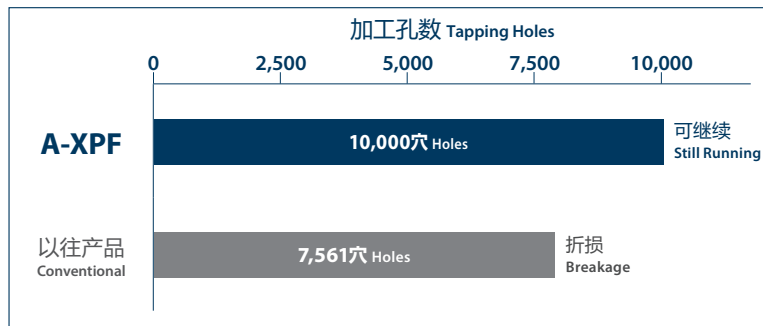 加工孔数 Tapping Holes
0 2,500 5,000 7,500 10,000
A-XPF
10,000穴 Holes
可继续
Still Running
以往产品
Conventional
7,561穴 Holes
折损
Breakage